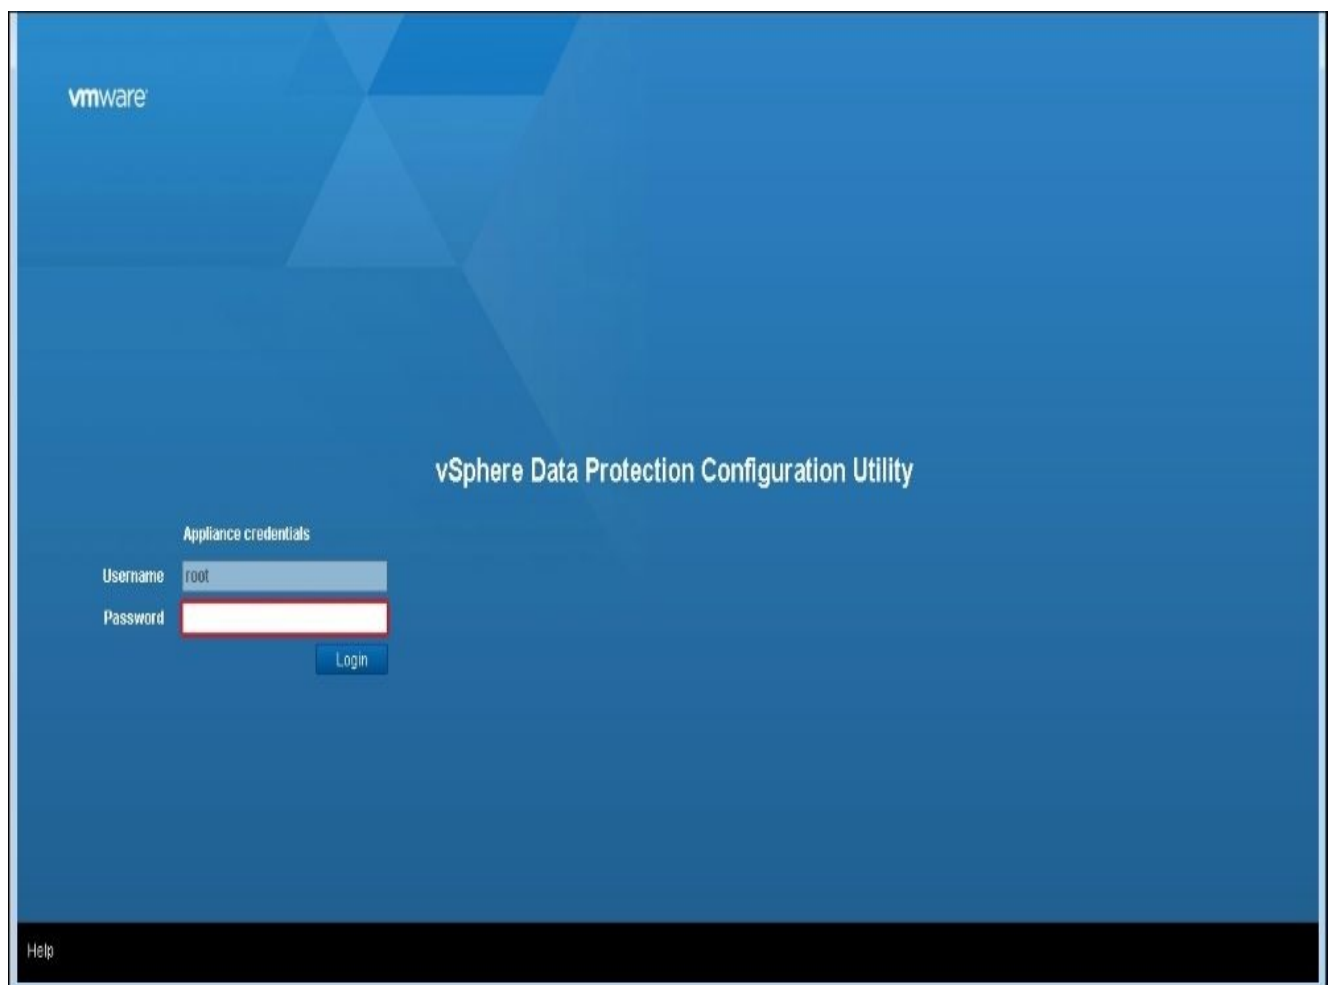 vmware
vSphere Data Protection Configuration Utility
Appliance credentials
Username root
Password
Login
Help